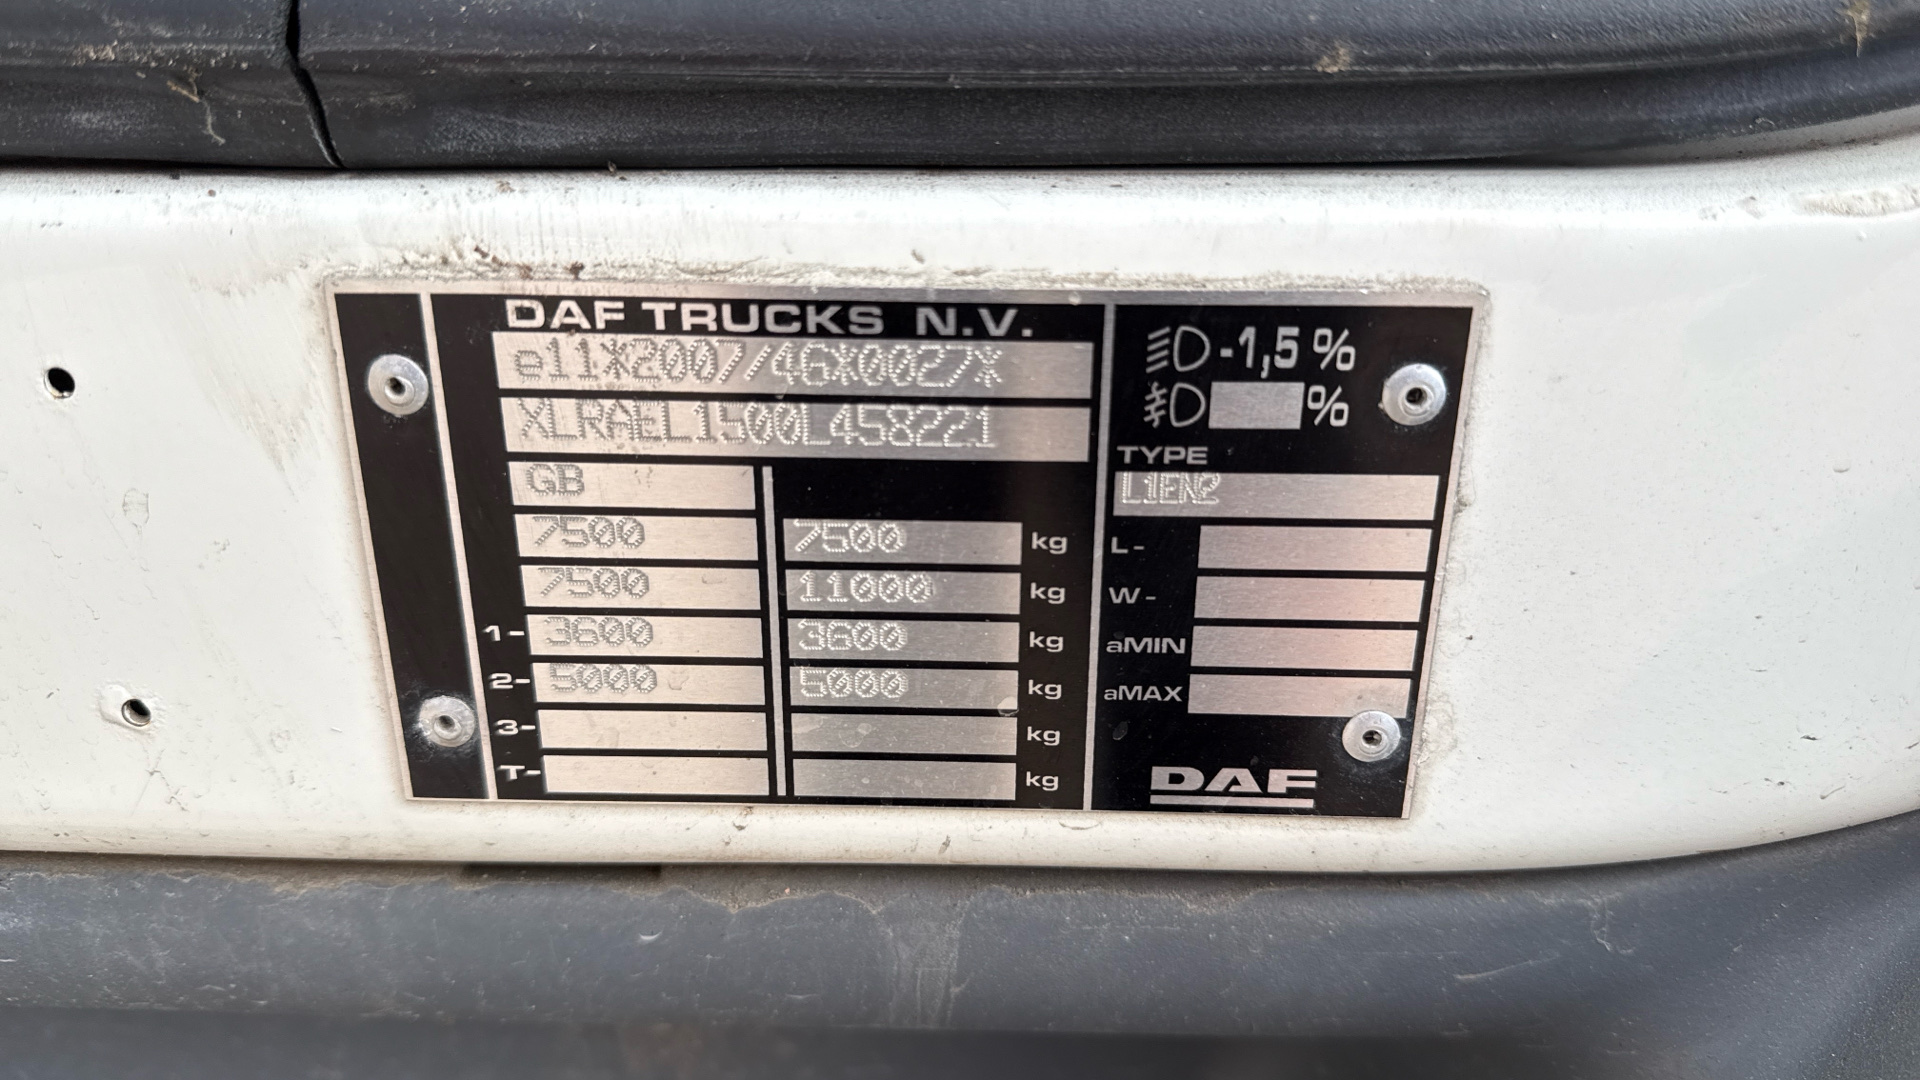 DAF TRUCKS N.V.
e11*2007/46*0027*
XLRAEL1500L458221
GB
7500 7500 kg
7500 11000 kg
1- 3600 3600 kg
2- 5000 5000 kg
3- kg
T- kg
-1,5 %
%
TYPE
L1EN2
L-
W-
aMIN
aMAX
DAF